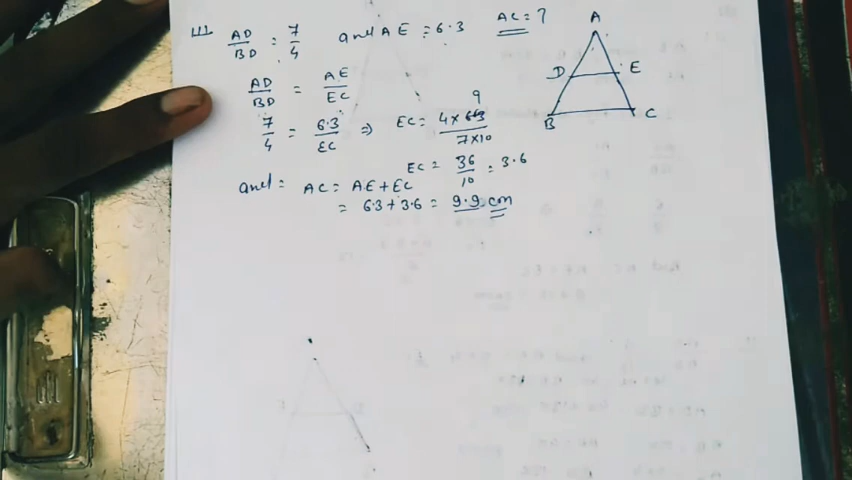 III) AD/BD = 7/4 and AE = 6.3 AC = ?
AD/BD = AE/EC
7/4 = 6.3/EC ⇒ EC = 4×63/7×10 9
EC = 36/10 = 3.6
and = AC = AE+EC
= 6.3+3.6 = 9.9 cm
A
D E
B C